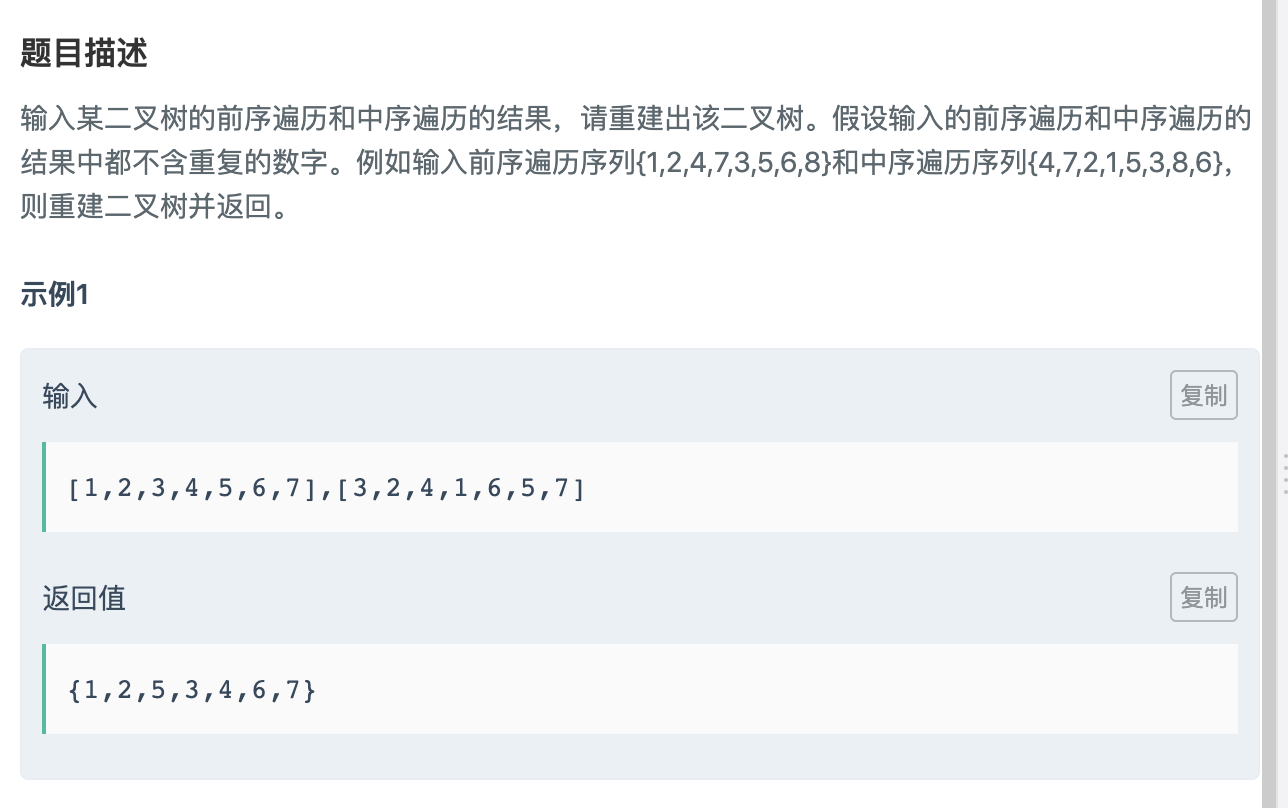 题目描述
输入某二叉树的前序遍历和中序遍历的结果，请重建出该二叉树。假设输入的前序遍历和中序遍历的
结果中都不含重复的数字。例如输入前序遍历序列{1,2,4,7,3,5,6,8}和中序遍历序列{4,7,2,1,5,3,8,6}，
则重建二叉树并返回。
示例1
输入
复制
[1,2,3,4,5,6,7],[3,2,4,1,6,5,7]
返回值
复制
{1,2,5,3,4,6,7}